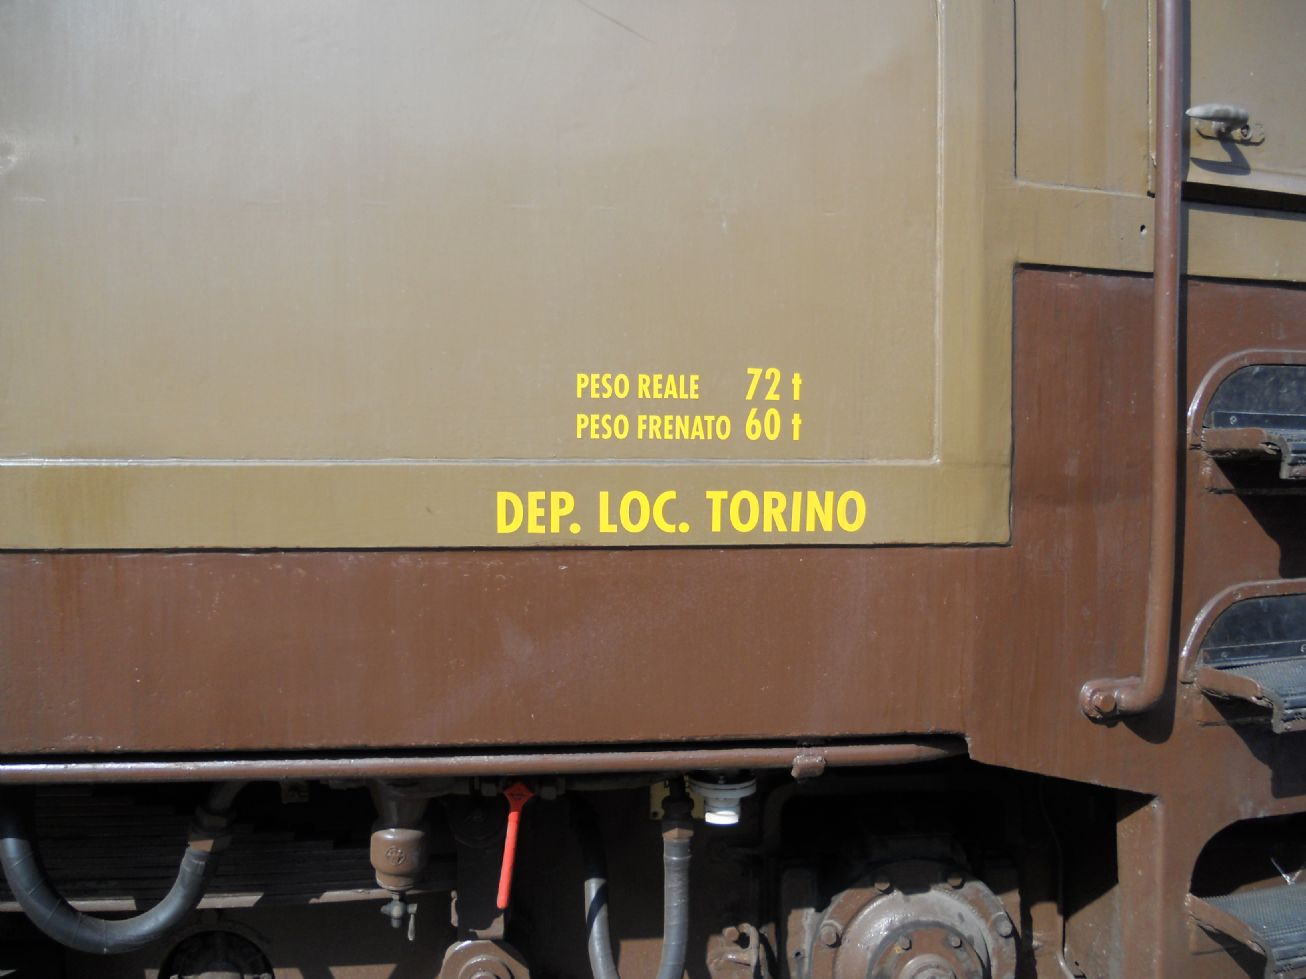 PESO REALE 72 t
PESO FRENATO 60 t
DEP. LOC. TORINO